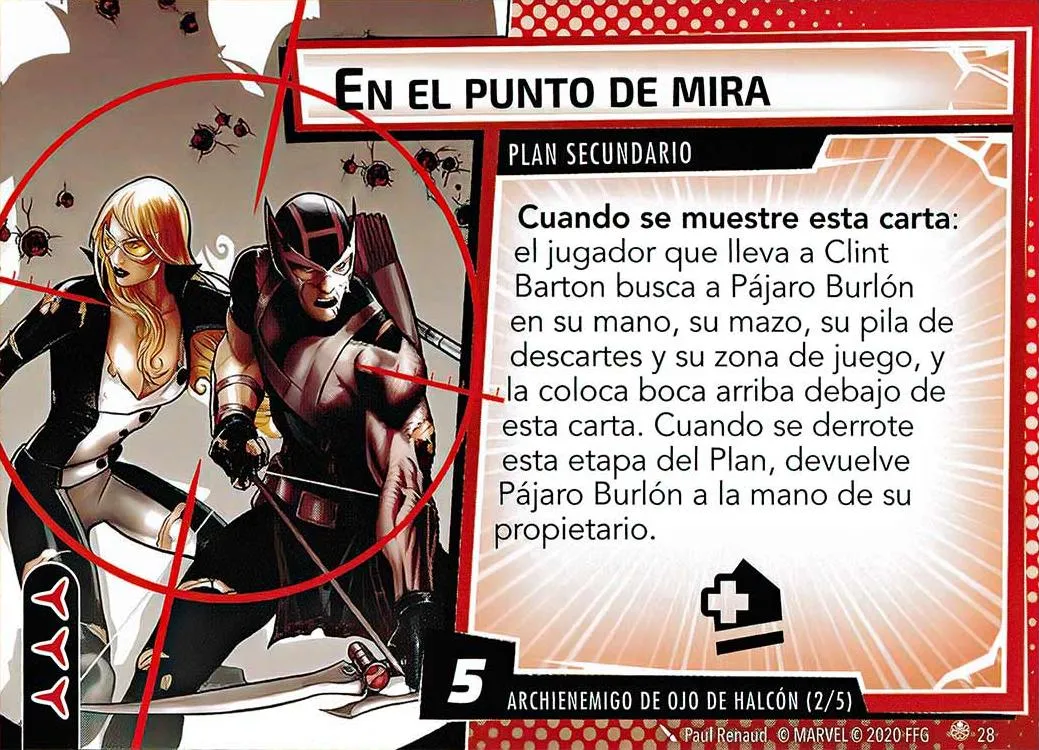 En el punto de mira
PLAN SECUNDARIO
Cuando se muestre esta carta:
el jugador que lleva a Clint
Barton busca a Pájaro Burlón
en su mano, su mazo, su pila de
descartes y su zona de juego, y
la coloca boca arriba debajo de
esta carta. Cuando se derrote
esta etapa del Plan, devuelve
Pájaro Burlón a la mano de su
propietario.
5
ARCHIENEMIGO DE OJO DE HALCÓN (2/5)
Paul Renaud © MARVEL © 2020 FFG 28